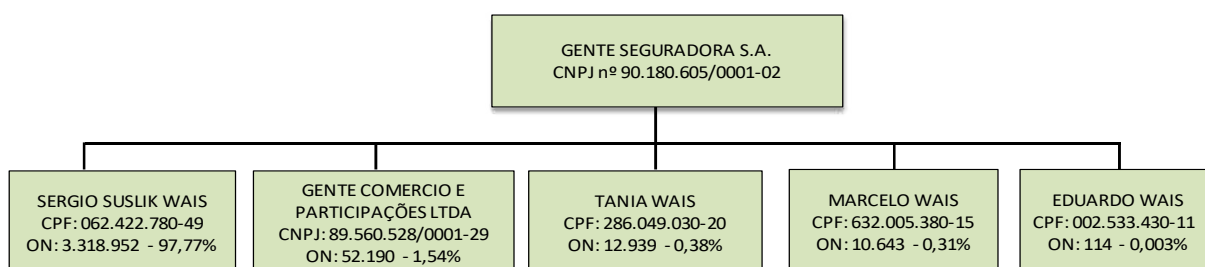 GENTE SEGURADORA S.A.
CNPJ nº 90.180.605/0001-02
SERGIO SUSLIK WAIS
CPF: 062.422.780-49
ON: 3.318.952 - 97,77%
GENTE COMERCIO E
PARTICIPAÇÕES LTDA
CNPJ: 89.560.528/0001-29
ON: 52.190 - 1,54%
TANIA WAIS
CPF: 286.049.030-20
ON: 12.939 - 0,38%
MARCELO WAIS
CPF: 632.005.380-15
ON: 10.643 - 0,31%
EDUARDO WAIS
CPF: 002.533.430-11
ON: 114 - 0,003%